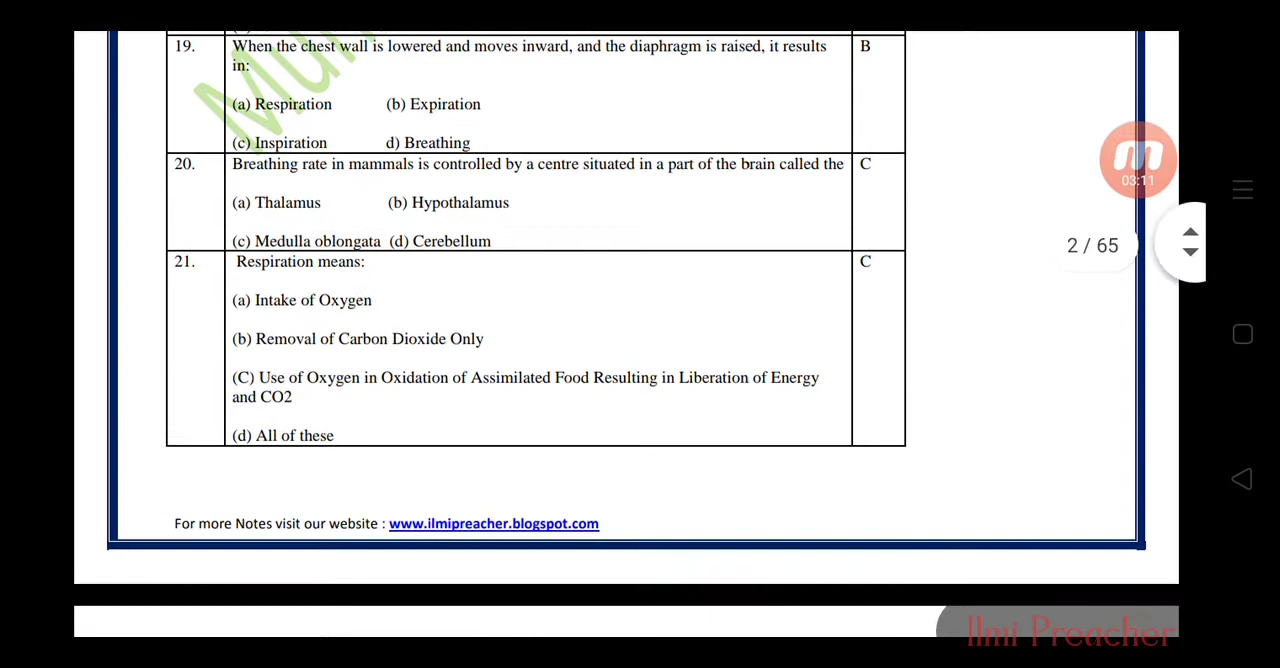 19. When the chest wall is lowered and moves inward, and the diaphragm is raised, it results B
in:
(a) Respiration (b) Expiration
(c) Inspiration d) Breathing
20. Breathing rate in mammals is controlled by a centre situated in a part of the brain called the C
(a) Thalamus (b) Hypothalamus
(c) Medulla oblongata (d) Cerebellum
21. Respiration means: C
(a) Intake of Oxygen
(b) Removal of Carbon Dioxide Only
(C) Use of Oxygen in Oxidation of Assimilated Food Resulting in Liberation of Energy
and CO2
(d) All of these
03:11
2 / 65
For more Notes visit our website : www.ilmipreacher.blogspot.com
Ilmi Preacher